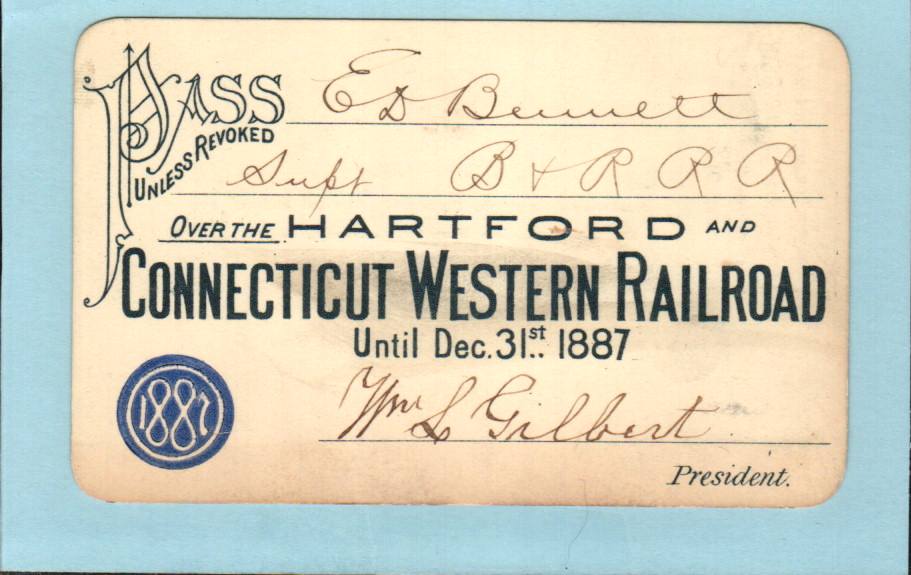 PASS E D Bennett
UNLESS REVOKED
Supt B & R R R
OVER THE HARTFORD AND
CONNECTICUT WESTERN RAILROAD
Until Dec. 31st. 1887
1887
Wm L Gilbert
President.